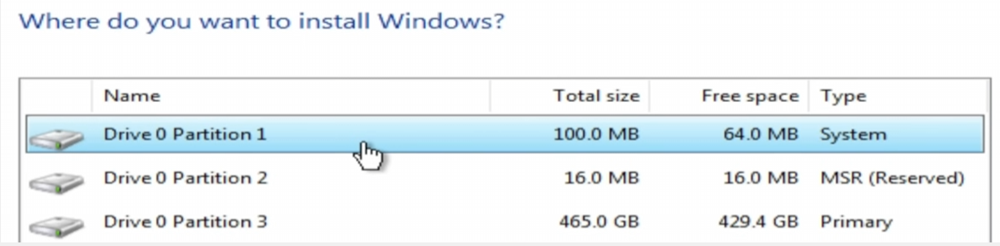 Where do you want to install Windows?
Name Total size Free space Type
Drive 0 Partition 1 100.0 MB 64.0 MB System
Drive 0 Partition 2 16.0 MB 16.0 MB MSR (Reserved)
Drive 0 Partition 3 465.0 GB 429.4 GB Primary